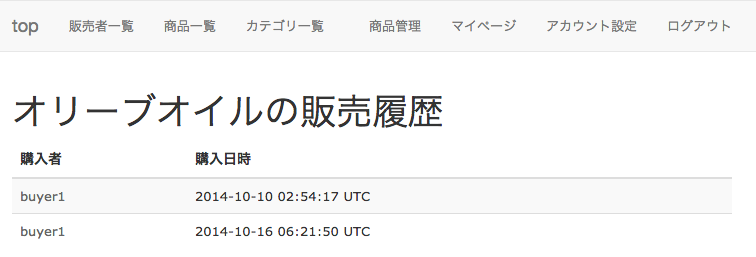 top 販売者一覧 商品一覧 カテゴリ一覧 商品管理 マイページ アカウント設定 ログアウト
オリーブオイルの販売履歴
購入者 購入日時
buyer1 2014-10-10 02:54:17 UTC
buyer1 2014-10-16 06:21:50 UTC